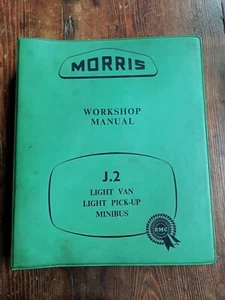 MORRIS
WORKSHOP
MANUAL
J.2
LIGHT VAN
LIGHT PICK-UP
MINIBUS
BMC